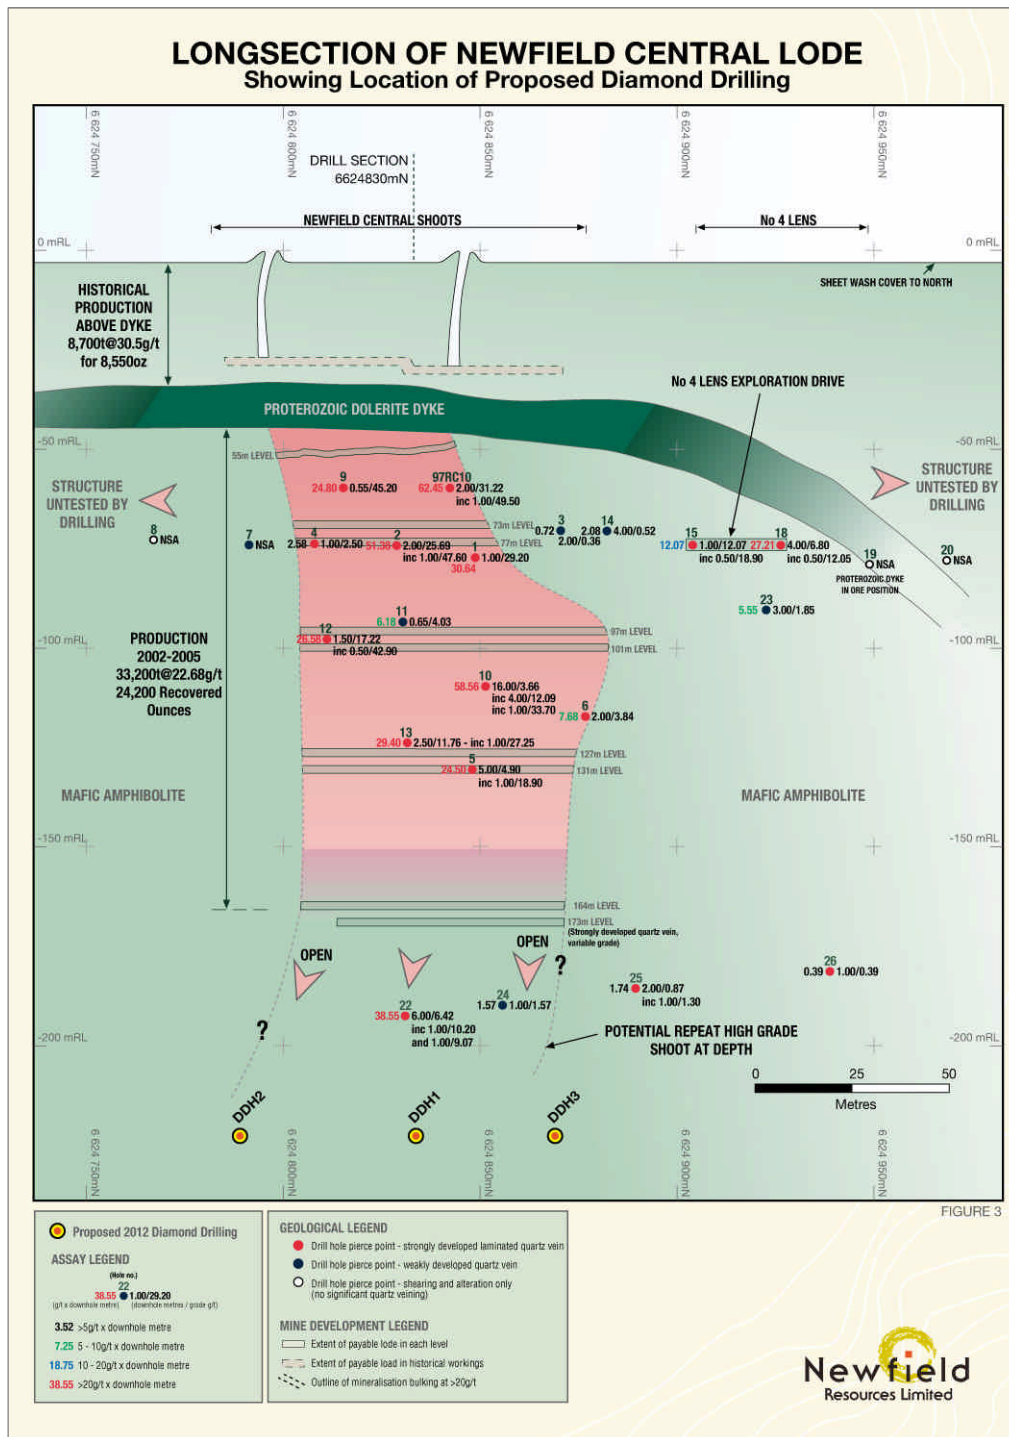 LONGSECTION OF NEWFIELD CENTRAL LODE
Showing Location of Proposed Diamond Drilling
6 624 750mN
6 624 800mN
6 624 850mN
6 624 900mN
6 624 950mN
DRILL SECTION
6624830mN
NEWFIELD CENTRAL SHOOTS
No 4 LENS
0 mRL
0 mRL
SHEET WASH COVER TO NORTH
HISTORICAL
PRODUCTION
ABOVE DYKE
8,700t@30.5g/t
for 8,550oz
No 4 LENS EXPLORATION DRIVE
PROTEROZOIC DOLERITE DYKE
-50 mRL
-50 mRL
55m LEVEL
STRUCTURE
UNTESTED BY
DRILLING
STRUCTURE
UNTESTED BY
DRILLING
9
24.80 0.55/45.20
97RC10
62.45 2.00/31.22
inc 1.00/49.50
73m LEVEL
77m LEVEL
8
NSA
7
NSA
4
2.58 1.00/2.50
2
51.38 2.00/25.69
inc 1.00/47.60
1
1.00/29.20
30.64
3
0.72
2.00/0.36
14
2.08 4.00/0.52
15
12.07 1.00/12.07
inc 0.50/18.90
18
27.21 4.00/6.80
inc 0.50/12.05
19
NSA
PROTEROZOIC DYKE
IN ORE POSITION
20
NSA
23
5.55 3.00/1.85
11
6.18 0.65/4.03
12
26.58 1.50/17.22
inc 0.50/42.90
97m LEVEL
101m LEVEL
-100 mRL
-100 mRL
PRODUCTION
2002-2005
33,200t@22.68g/t
24,200 Recovered
Ounces
10
58.56 16.00/3.66
inc 4.00/12.09
inc 1.00/33.70
6
7.68 2.00/3.84
13
29.40 2.50/11.76 - inc 1.00/27.25
127m LEVEL
5
24.50 5.00/4.90
inc 1.00/18.90
131m LEVEL
MAFIC AMPHIBOLITE
MAFIC AMPHIBOLITE
-150 mRL
-150 mRL
164m LEVEL
173m LEVEL
(Strongly developed quartz vein,
variable grade)
OPEN
OPEN
?
?
26
0.39 1.00/0.39
25
1.74 2.00/0.87
inc 1.00/1.30
24
1.57 1.00/1.57
22
38.55 6.00/6.42
inc 1.00/10.20
and 1.00/9.07
POTENTIAL REPEAT HIGH GRADE
SHOOT AT DEPTH
-200 mRL
-200 mRL
0 25 50
Metres
DDH2
DDH1
DDH3
6 624 750mN
6 624 800mN
6 624 850mN
6 624 900mN
6 624 950mN
FIGURE 3
Proposed 2012 Diamond Drilling
ASSAY LEGEND
(Hole no.)
22
38.55 1.00/29.20
(g/t x downhole metre) (downhole metres / grade g/t)
3.52 >5g/t x downhole metre
7.25 5 - 10g/t x downhole metre
18.75 10 - 20g/t x downhole metre
38.55 >20g/t x downhole metre
GEOLOGICAL LEGEND
Drill hole pierce point - strongly developed laminated quartz vein
Drill hole pierce point - weakly developed quartz vein
Drill hole pierce point - shearing and alteration only
(no significant quartz veining)
MINE DEVELOPMENT LEGEND
Extent of payable lode in each level
Extent of payable load in historical workings
Outline of mineralisation bulking at >20g/t
Newfield
Resources Limited